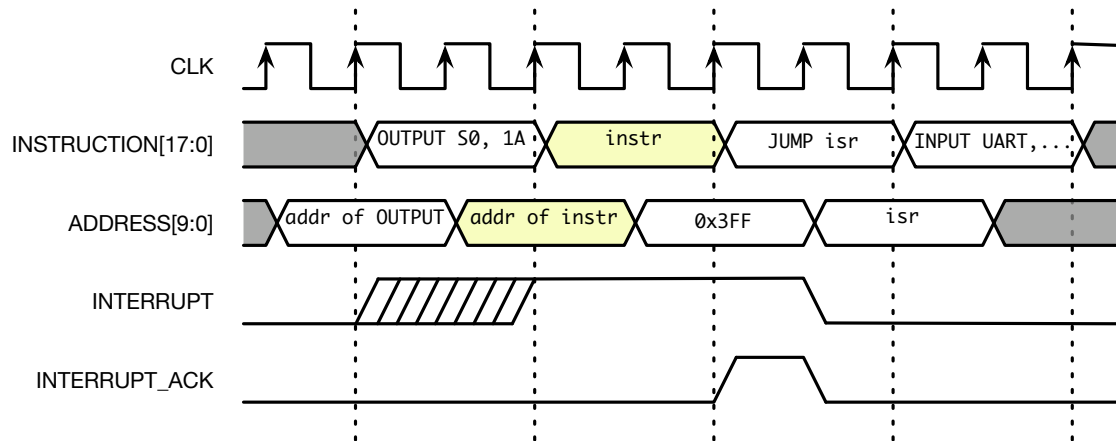 CLK
INSTRUCTION[17:0] OUTPUT S0, 1A instr JUMP isr INPUT UART,...
ADDRESS[9:0] addr of OUTPUT addr of instr 0x3FF isr
INTERRUPT
INTERRUPT_ACK